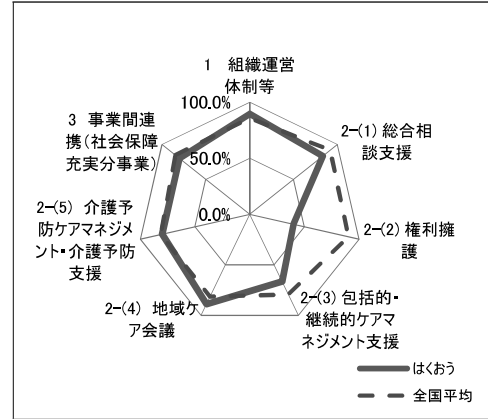 1　組織運営
体制等
100.0%
3 事業間連
携(社会保障
充実分事業)
2-(1) 総合相
談支援
50.0%
2-(5) 介護予
防ケアマネジメ
ント・介護予防
支援
0.0%
2-(2) 権利擁
護
2-(4) 地域ケ
ア会議
2-(3) 包括的・
継続的ケアマ
ネジメント支援
はくおう
全国平均